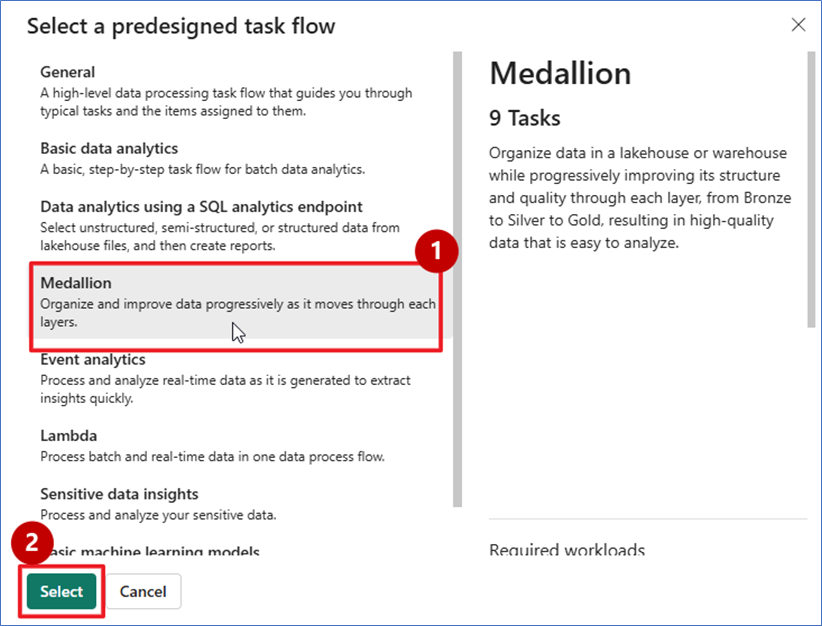 Select a predesigned task flow
General
A high-level data processing task flow that guides you through
typical tasks and the items assigned to them.
Basic data analytics
A basic, step-by-step task flow for batch data analytics.
Data analytics using a SQL analytics endpoint
Select unstructured, semi-structured, or structured data from
lakehouse files, and then create reports.
1
Medallion
Organize and improve data progressively as it moves through each
layers.
Event analytics
Process and analyze real-time data as it is generated to extract
insights quickly.
Lambda
Process batch and real-time data in one data process flow.
Sensitive data insights
Process and analyze your sensitive data.
2
machine learning models
Select
Cancel
Medallion
9 Tasks
Organize data in a lakehouse or warehouse
while progressively improving its structure
and quality through each layer, from Bronze
to Silver to Gold, resulting in high-quality
data that is easy to analyze.
Required workloads